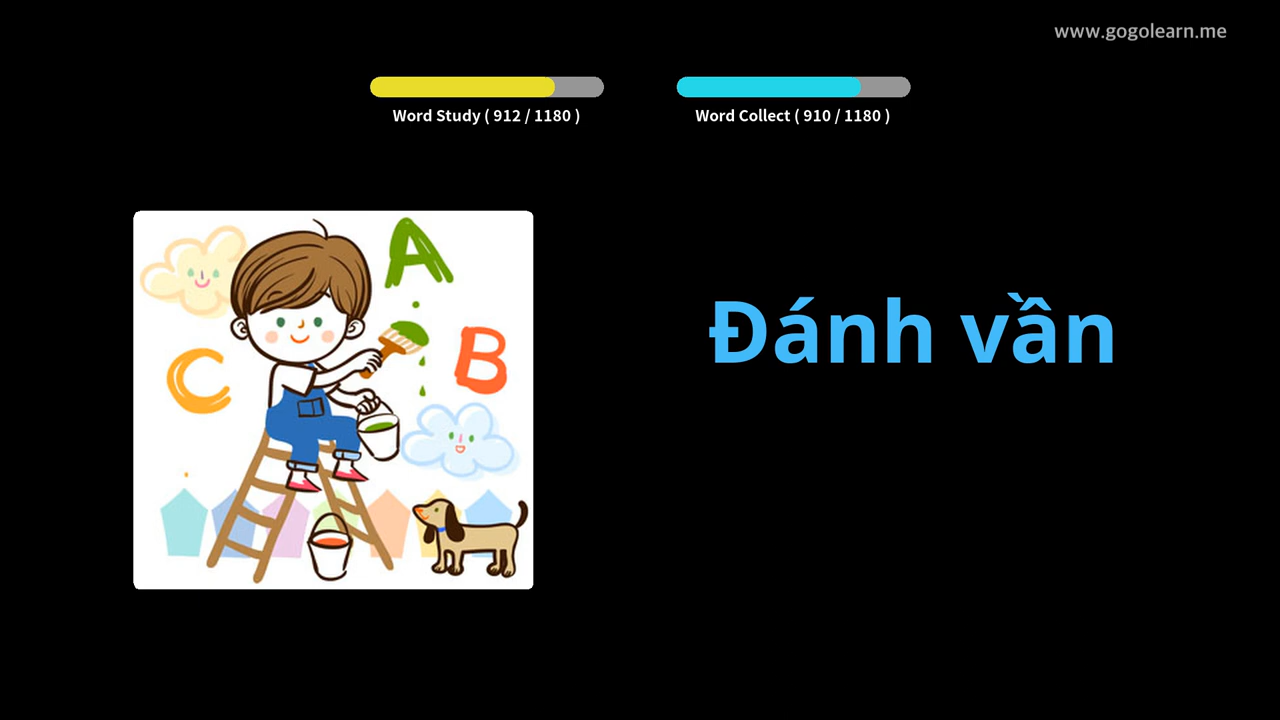 www.gogolearn.me
Word Study ( 912 / 1180 )
Word Collect ( 910 / 1180 )
A
B
C
Đánh vần